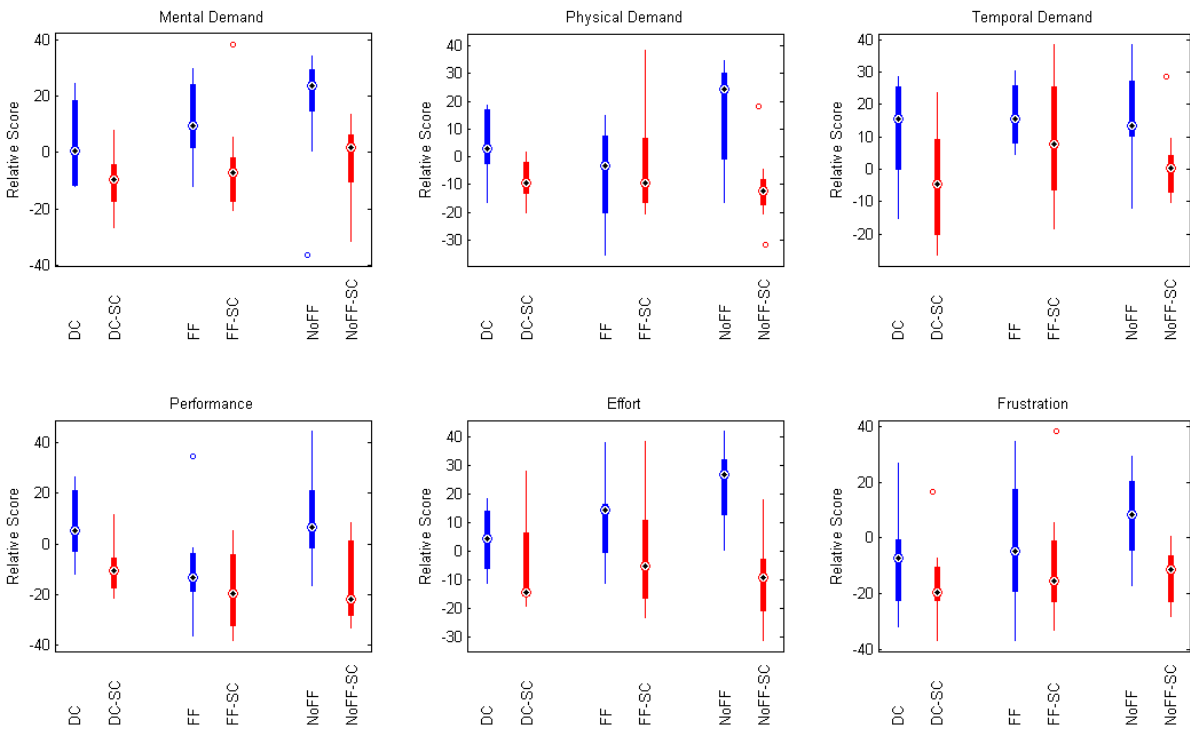 Mental Demand
Relative Score
40
20
0
-20
-40
DC
DC-SC
FF
FF-SC
NoFF
NoFF-SC
Physical Demand
Relative Score
40
30
20
10
0
-10
-20
-30
DC
DC-SC
FF
FF-SC
NoFF
NoFF-SC
Temporal Demand
Relative Score
40
30
20
10
0
-10
-20
DC
DC-SC
FF
FF-SC
NoFF
NoFF-SC
Performance
Relative Score
40
20
0
-20
-40
DC
DC-SC
FF
FF-SC
NoFF
NoFF-SC
Effort
Relative Score
40
30
20
10
0
-10
-20
-30
DC
DC-SC
FF
FF-SC
NoFF
NoFF-SC
Frustration
Relative Score
40
20
0
-20
-40
DC
DC-SC
FF
FF-SC
NoFF
NoFF-SC